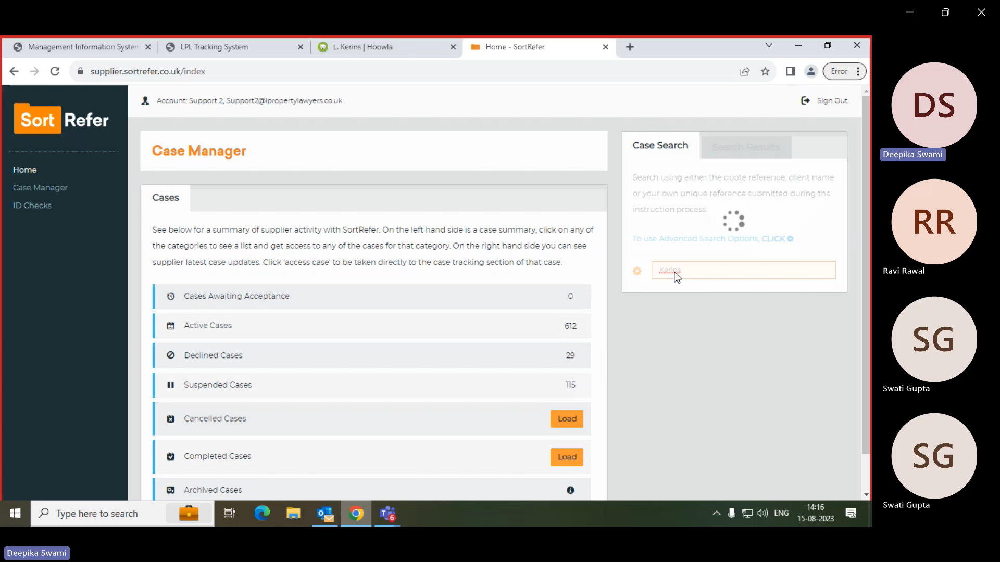 Management Information System
LPL Tracking System
L. Kerins | Hoowla
Home - SortRefer
supplier.sortrefer.co.uk/index
Error
Sort Refer
Account: Support 2, Support2@lpropertylawyers.co.uk
Sign Out
Home
Case Manager
ID Checks
Case Manager
Cases
See below for a summary of supplier activity with SortRefer. On the left hand side is a case summary, click on any of
the categories to see a list and get access to any of the cases for that category. On the right hand side you can see
supplier latest case updates. Click 'access case' to be taken directly to the case tracking section of that case.
Cases Awaiting Acceptance 0
Active Cases 612
Declined Cases 29
Suspended Cases 115
Cancelled Cases Load
Completed Cases Load
Archived Cases
Case Search
Search Results
Search using either the quote reference, client name
or your own unique reference submitted during the
instruction process.
To use Advanced Search Options, CLICK
Kerins
Type here to search
6
ENG
14:16
15-08-2023
DS
Deepika Swami
RR
Ravi Rawal
SG
Swati Gupta
SG
Swati Gupta
Deepika Swami